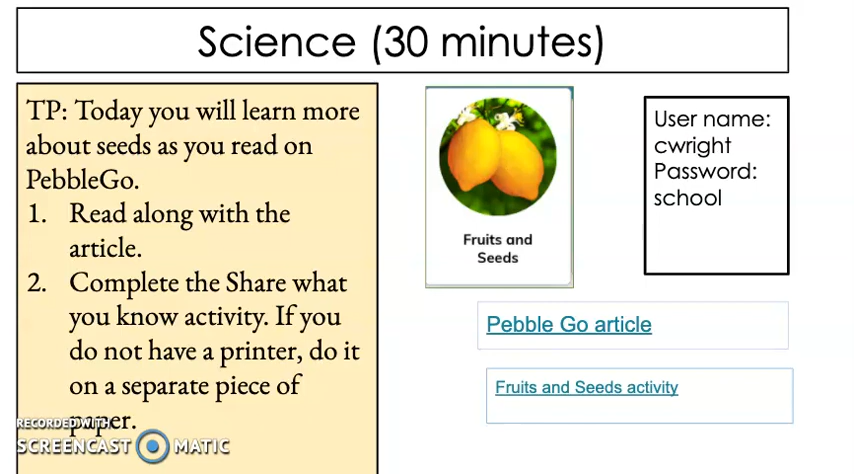 Science (30 minutes)
TP: Today you will learn more
about seeds as you read on
PebbleGo.
1. Read along with the
article.
2. Complete the Share what
you know activity. If you
do not have a printer, do it
on a separate piece of
paper.
Fruits and
Seeds
User name:
cwright
Password:
school
Pebble Go article
Fruits and Seeds activity
RECORDED WITH
SCREENCAST MATIC